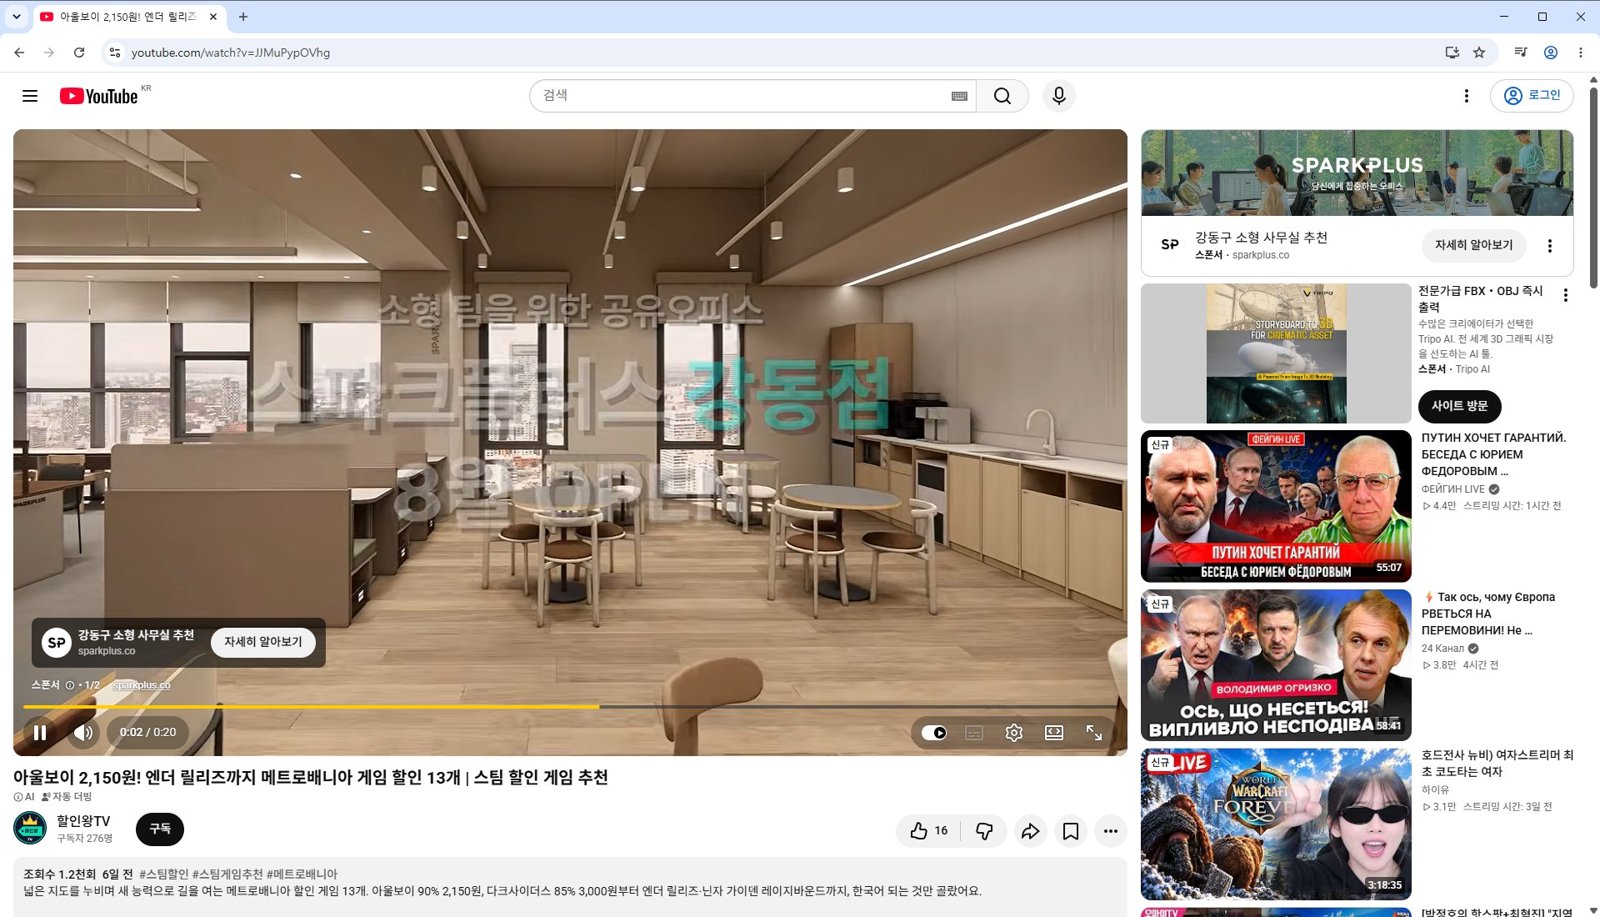 아울보이 2,150원! 엔더 릴리즈
youtube.com/watch?v=JJMuPypOVhg
YouTube KR
검색
로그인
소형 팀을 위한 공유오피스
스파크플러스 강동점
8월 OPEN
SP
강동구 소형 사무실 추천
sparkplus.co
자세히 알아보기
스폰서 • 1/2 sparkplus.co
0:02 / 0:20
아울보이 2,150원! 엔더 릴리즈까지 메트로배니아 게임 할인 13개 | 스팀 할인 게임 추천
AI 자동 더빙
할인왕TV
구독자 276명
구독
16
조회수 1.2천회 6일 전 #스팀할인 #스팀게임추천 #메트로배니아
넓은 지도를 누비며 새 능력으로 길을 여는 메트로배니아 할인 게임 13개. 아울보이 90% 2,150원, 다크사이더스 85% 3,000원부터 엔더 릴리즈·닌자 가이덴 레이지바운드까지, 한국어 되는 것만 골랐어요.
SPARKPLUS
당신에게 집중하는 오피스
SP
강동구 소형 사무실 추천
스폰서 · sparkplus.co
자세히 알아보기
TRIPO
STORYBOARD TO 3D
FOR CINEMATIC ASSET
전문가급 FBX • OBJ 즉시
출력
수많은 크리에이터가 선택한
Tripo AI. 전 세계 3D 그래픽 시장
을 선도하는 AI 툴.
스폰서 · Tripo AI
사이트 방문
신규
ФЕЙГИН LIVE
ПУТИН ХОЧЕТ ГАРАНТИЙ
БЕСЕДА С ЮРИЕМ ФЁДОРОВЫМ
55:07
ПУТИН ХОЧЕТ ГАРАНТИЙ.
БЕСЕДА С ЮРИЕМ
ФЕДОРОВЫМ ...
ФЕЙГИН LIVE
4.4만 스트리밍 시간: 1시간 전
신규
ВОЛОДИМИР ОГРИЗКО
ОСЬ, ЩО НЕСЕТЬСЯ!
ВИПЛИВЛО НЕСПОДІВАНЕ
58:41
Так ось, чому Європа
РВЕТЬСЯ НА
ПЕРЕМОВИНИ! Не ...
24 Канал
3.8만 4시간 전
신규
LIVE
WORLD
WARCRAFT
FOREVE
3:18:35
호드전사 뉴비) 여자스트리머 최
초 코도타는 여자
하이유
3.1만 스트리밍 시간: 3일 전